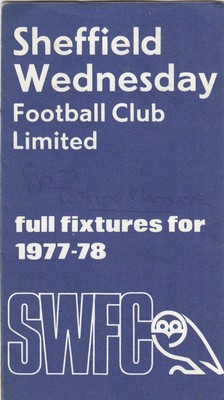 Sheffield
Wednesday
Football Club
Limited
full fixtures for
1977-78
SWFC